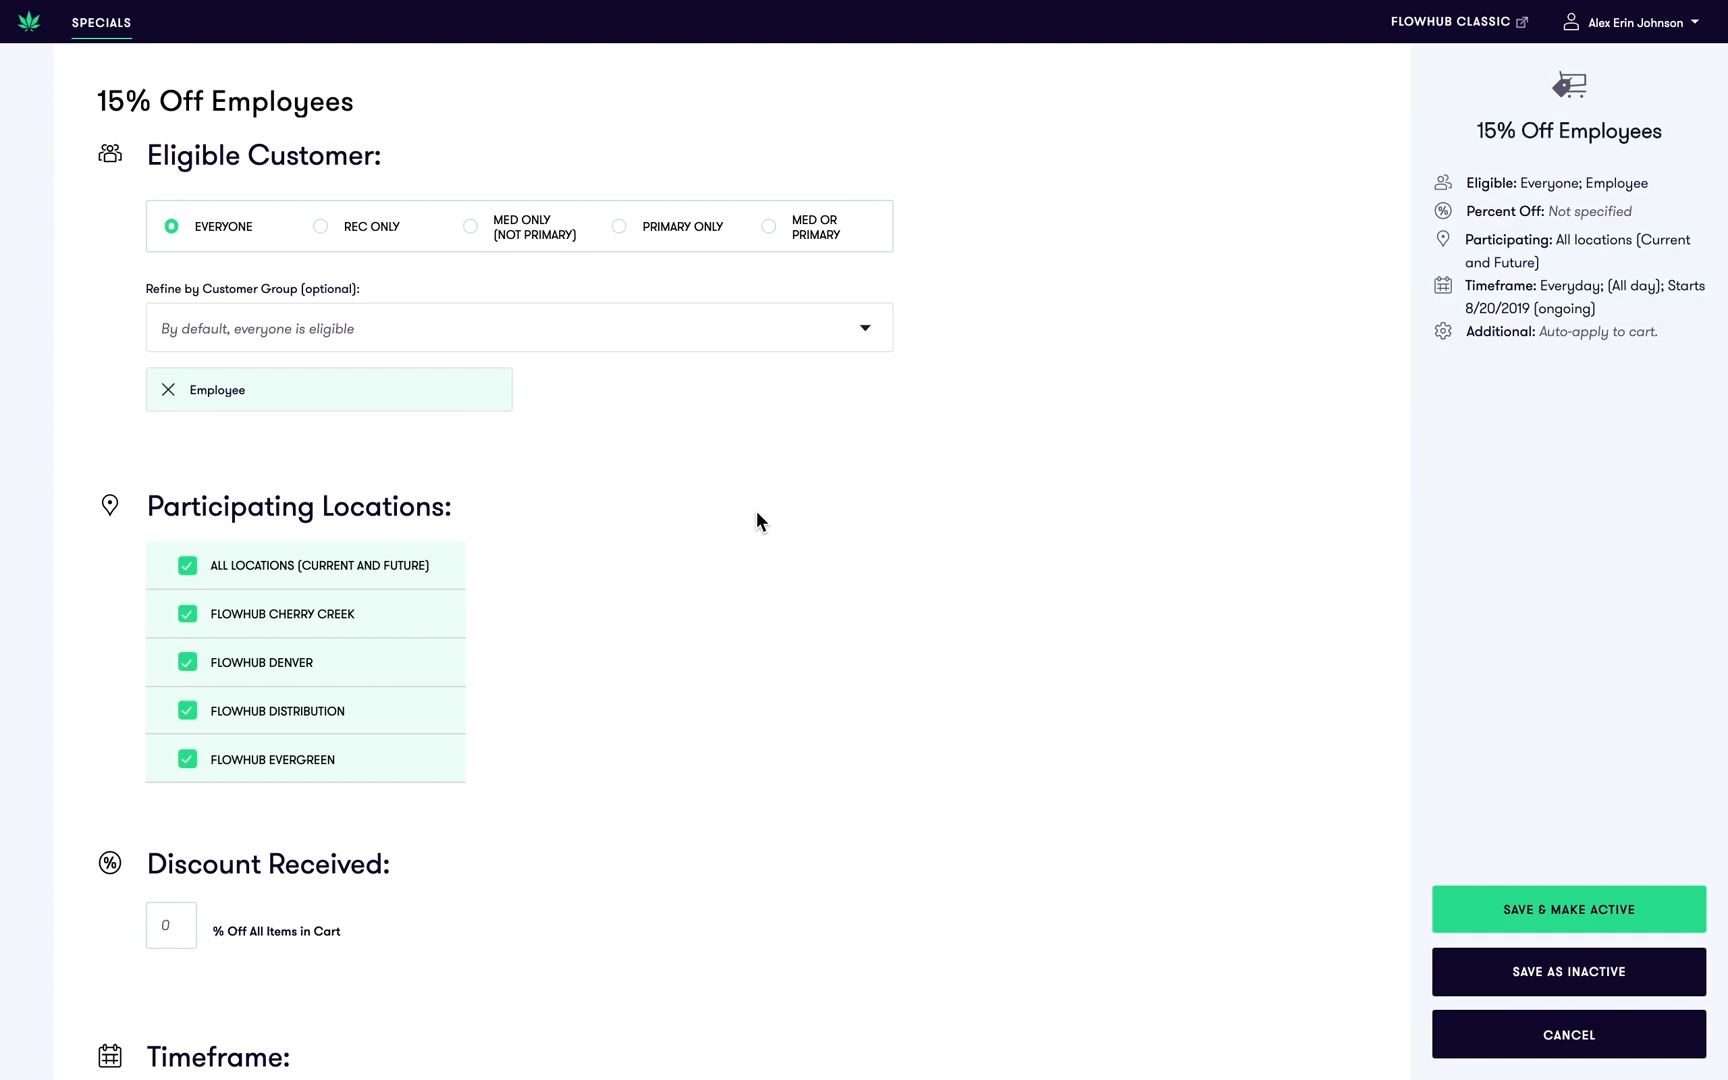 SPECIALS
FLOWHUB CLASSIC
Alex Erin Johnson
15% Off Employees
Eligible Customer:
EVERYONE
REC ONLY
MED ONLY
(NOT PRIMARY)
PRIMARY ONLY
MED OR
PRIMARY
Refine by Customer Group (optional):
By default, everyone is eligible
Employee
Participating Locations:
ALL LOCATIONS (CURRENT AND FUTURE)
FLOWHUB CHERRY CREEK
FLOWHUB DENVER
FLOWHUB DISTRIBUTION
FLOWHUB EVERGREEN
Discount Received:
0
% Off All Items in Cart
Timeframe:
15% Off Employees
Eligible: Everyone; Employee
Percent Off: Not specified
Participating: All locations (Current
and Future)
Timeframe: Everyday; (All day); Starts
8/20/2019 (ongoing)
Additional: Auto-apply to cart.
SAVE & MAKE ACTIVE
SAVE AS INACTIVE
CANCEL